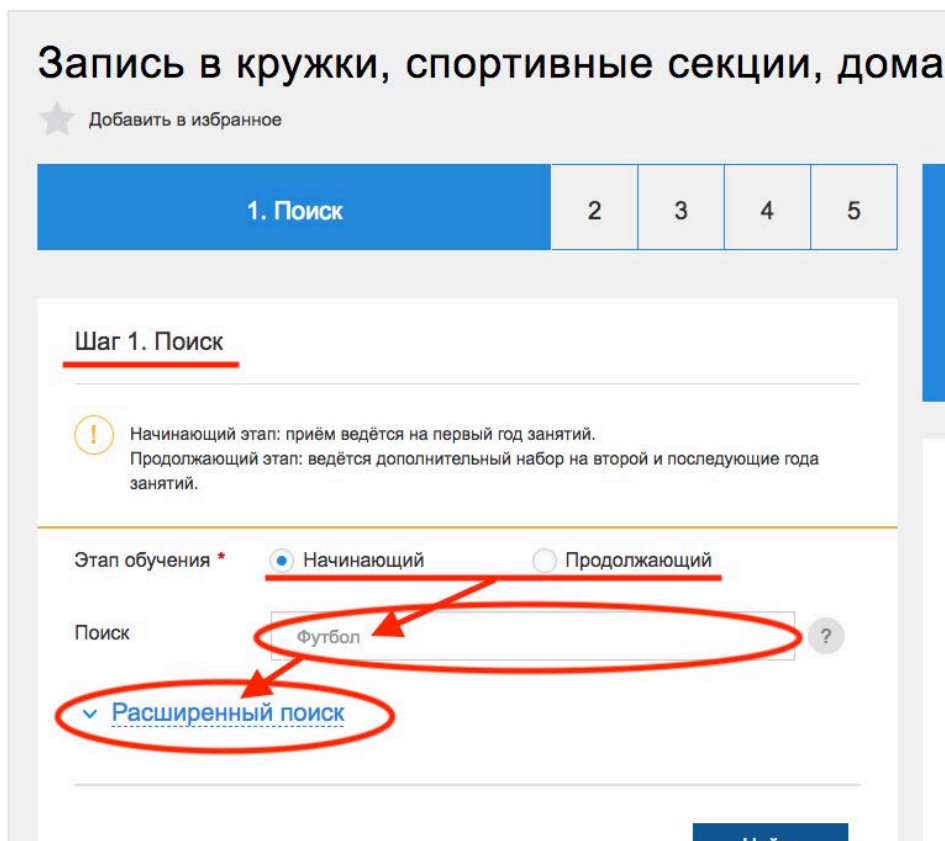 Запись в кружки, спортивные секции, дома
Добавить в избранное
1. Поиск 2 3 4 5
Шаг 1. Поиск
! Начинающий этап: приём ведётся на первый год занятий.
Продолжающий этап: ведётся дополнительный набор на второй и последующие года
занятий.
Этап обучения * Начинающий Продолжающий
Поиск Футбол ?
Расширенный поиск